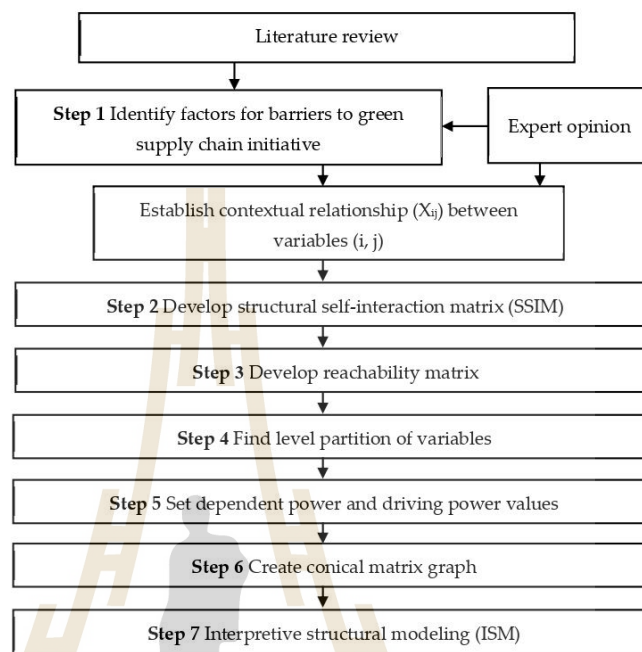 Literature review
Step 1 Identify factors for barriers to green
supply chain initiative
Expert opinion
Establish contextual relationship (Xij) between
variables (i, j)
Step 2 Develop structural self-interaction matrix (SSIM)
Step 3 Develop reachability matrix
Step 4 Find level partition of variables
Step 5 Set dependent power and driving power values
Step 6 Create conical matrix graph
Step 7 Interpretive structural modeling (ISM)